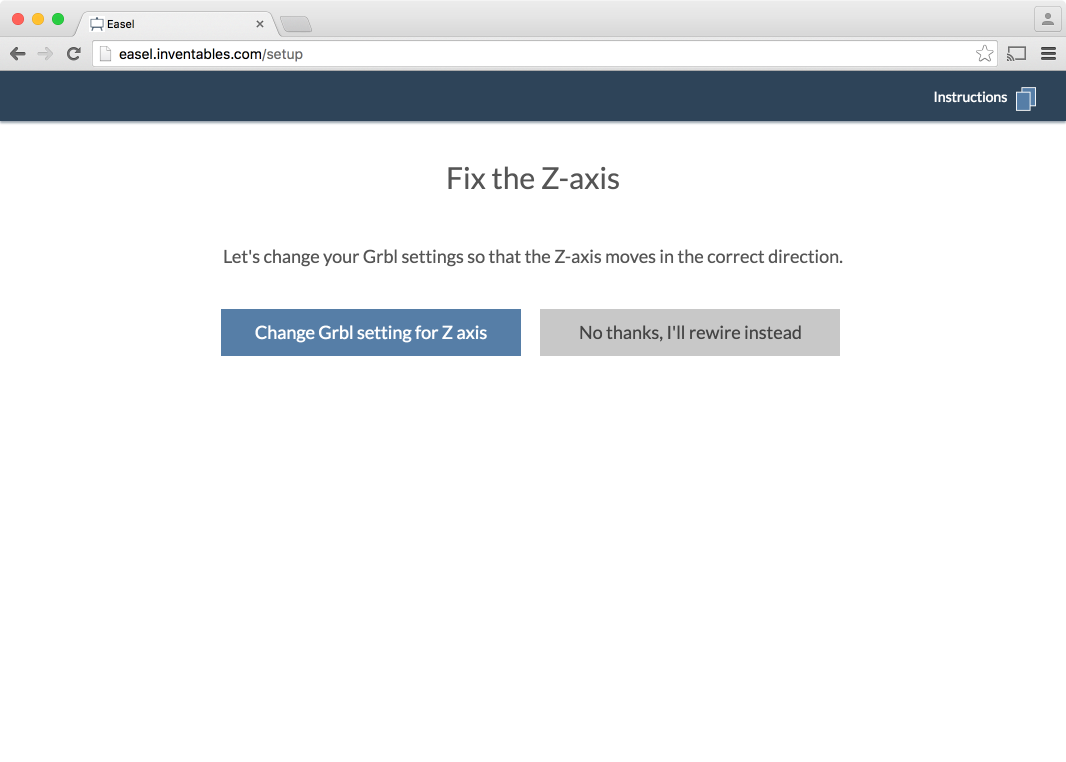 Easel
easel.inventables.com/setup
Instructions
Fix the Z-axis
Let's change your Grbl settings so that the Z-axis moves in the correct direction.
Change Grbl setting for Z axis
No thanks, I'll rewire instead